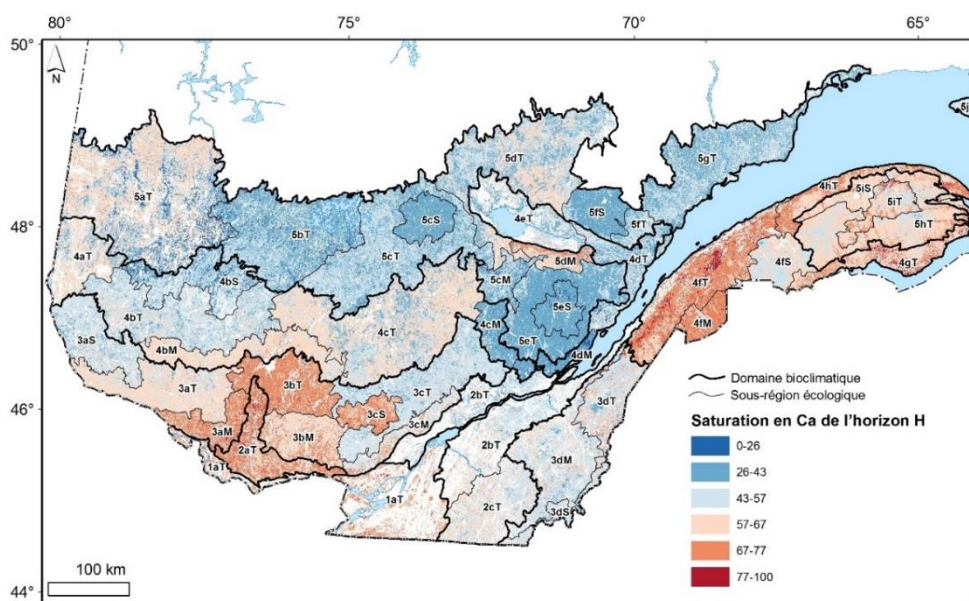 80° 75° 70° 65°
50°
N
5jT
5gT
5dT
5aT
4hT 5iS
5cS 4eT 5fS 5iT
48° 5bT 5fT 5hT
4aT 5cT 4dT
5dM 4fS 4gT
4bS 5cM 4fT
5eS
4bT 4cM 4fM
3aS 4cT 5eT
4bM 4dM
3bT 3cT 2bT
46° 3aT 3dT
3cS 3cM
3aM 3bM 2bT
2aT 3dM
1aT 1aT 2cT
3dS
100 km
44°
Domaine bioclimatique
Sous-région écologique
Saturation en Ca de l’horizon H
0-26
26-43
43-57
57-67
67-77
77-100